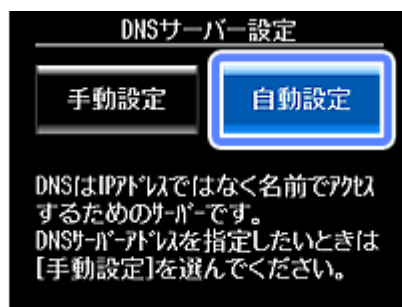 DNSサーバー設定
手動設定
自動設定
DNSはIPｱﾄﾞﾚｽではなく名前でｱｸｾｽ
するためのｻｰﾊﾞｰです。
DNSｻｰﾊﾞｰｱﾄﾞﾚｽを指定したいときは
[手動設定]を選んでください。